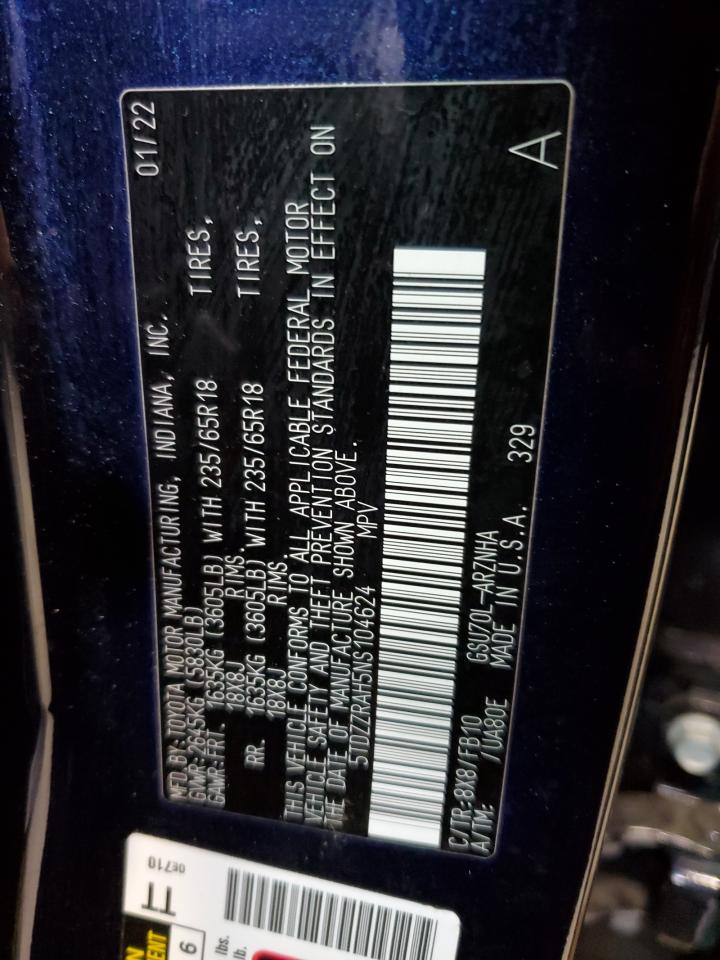 MFD. BY: TOYOTA MOTOR MANUFACTURING, INDIANA, INC. 01/22
GVWR: 2645KG (5830LB)
GAWR: FRT. 1635KG (3605LB) WITH 235/65R18 TIRES,
18X8J RIMS.
RR. 1635KG (3605LB) WITH 235/65R18 TIRES,
18X8J RIMS
THIS VEHICLE CONFORMS TO ALL APPLICABLE FEDERAL MOTOR
VEHICLE SAFETY AND THEFT PREVENTION STANDARDS IN EFFECT ON
THE DATE OF MANUFACTURE SHOWN ABOVE.
5TDZZRAH5NS104624 MPV
C/TR: 8X8/FB10 GSU70L-ARZNHA
A/TM: /UA80E MADE IN U.S.A. 329
A
0E710
TT
6
lbs.
lb.